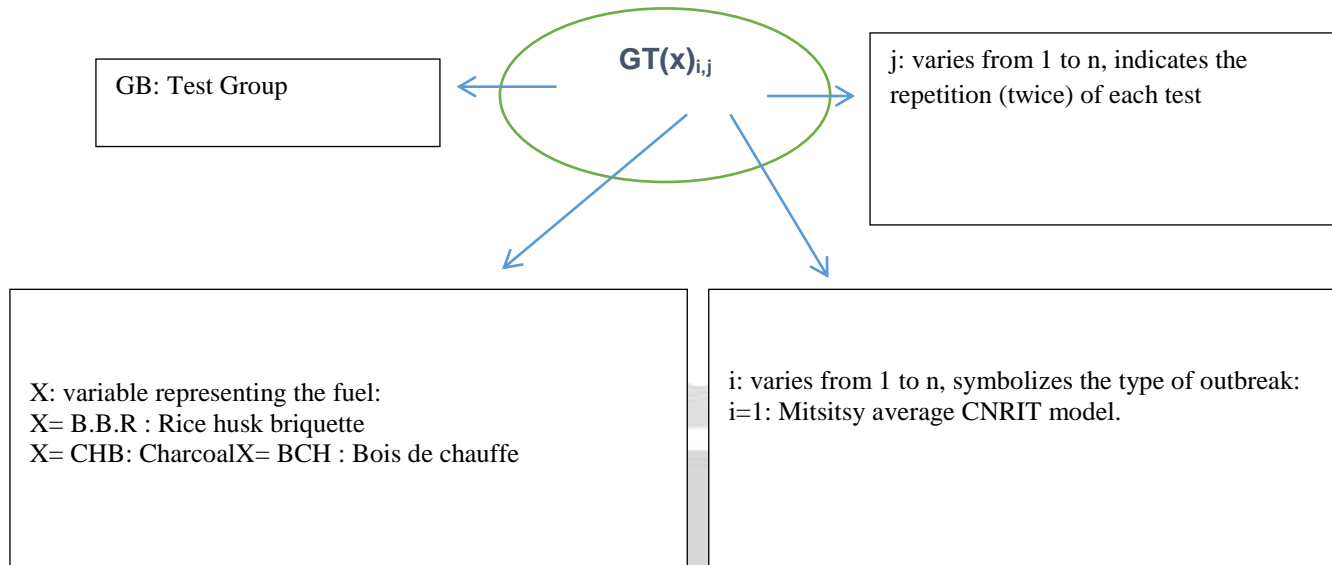 GT(x)i,j
GB: Test Group
j: varies from 1 to n, indicates the
repetition (twice) of each test
X: variable representing the fuel:
X= B.B.R : Rice husk briquette
X= CHB: CharcoalX= BCH : Bois de chauffe
i: varies from 1 to n, symbolizes the type of outbreak:
i=1: Mitsitsy average CNRIT model.